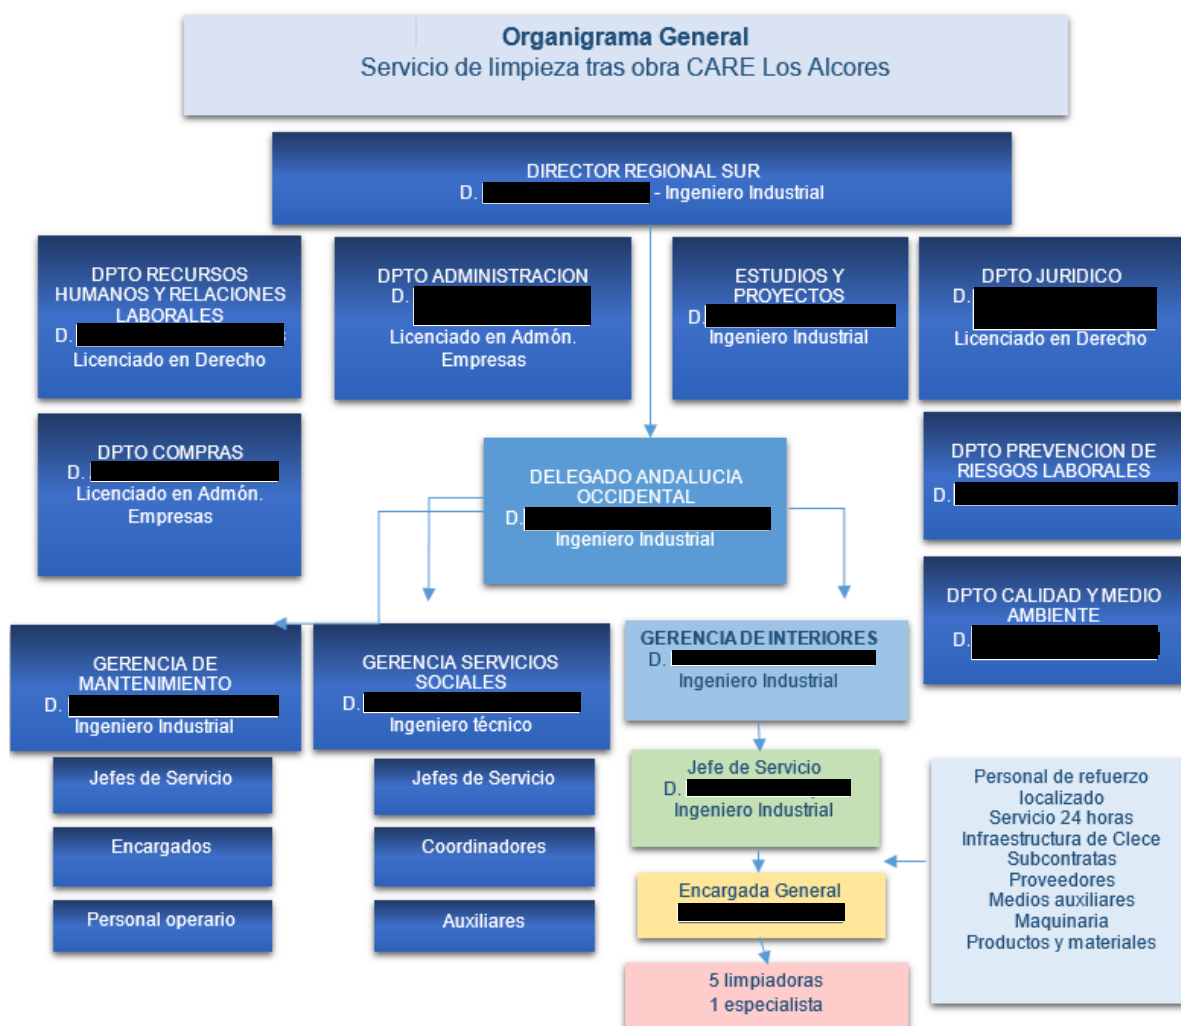 Organigrama General
Servicio de limpieza tras obra CARE Los Alcores
DIRECTOR REGIONAL SUR
D. - Ingeniero Industrial
DPTO RECURSOS
HUMANOS Y RELACIONES
LABORALES
D.
Licenciado en Derecho
DPTO ADMINISTRACION
D.
Licenciado en Admón.
Empresas
ESTUDIOS Y
PROYECTOS
D.
Ingeniero Industrial
DPTO JURIDICO
D.
Licenciado en Derecho
DPTO COMPRAS
D.
Licenciado en Admón.
Empresas
DELEGADO ANDALUCIA
OCCIDENTAL
D.
Ingeniero Industrial
DPTO PREVENCION DE
RIESGOS LABORALES
D.
DPTO CALIDAD Y MEDIO
AMBIENTE
D.
GERENCIA DE
MANTENIMIENTO
D.
Ingeniero Industrial
GERENCIA SERVICIOS
SOCIALES
D.
Ingeniero técnico
GERENCIA DE INTERIORES
D.
Ingeniero Industrial
Jefes de Servicio
Encargados
Personal operario
Jefes de Servicio
Coordinadores
Auxiliares
Jefe de Servicio
D.
Ingeniero Industrial
Encargada General
5 limpiadoras
1 especialista
Personal de refuerzo
localizado
Servicio 24 horas
Infraestructura de Clece
Subcontratas
Proveedores
Medios auxiliares
Maquinaria
Productos y materiales